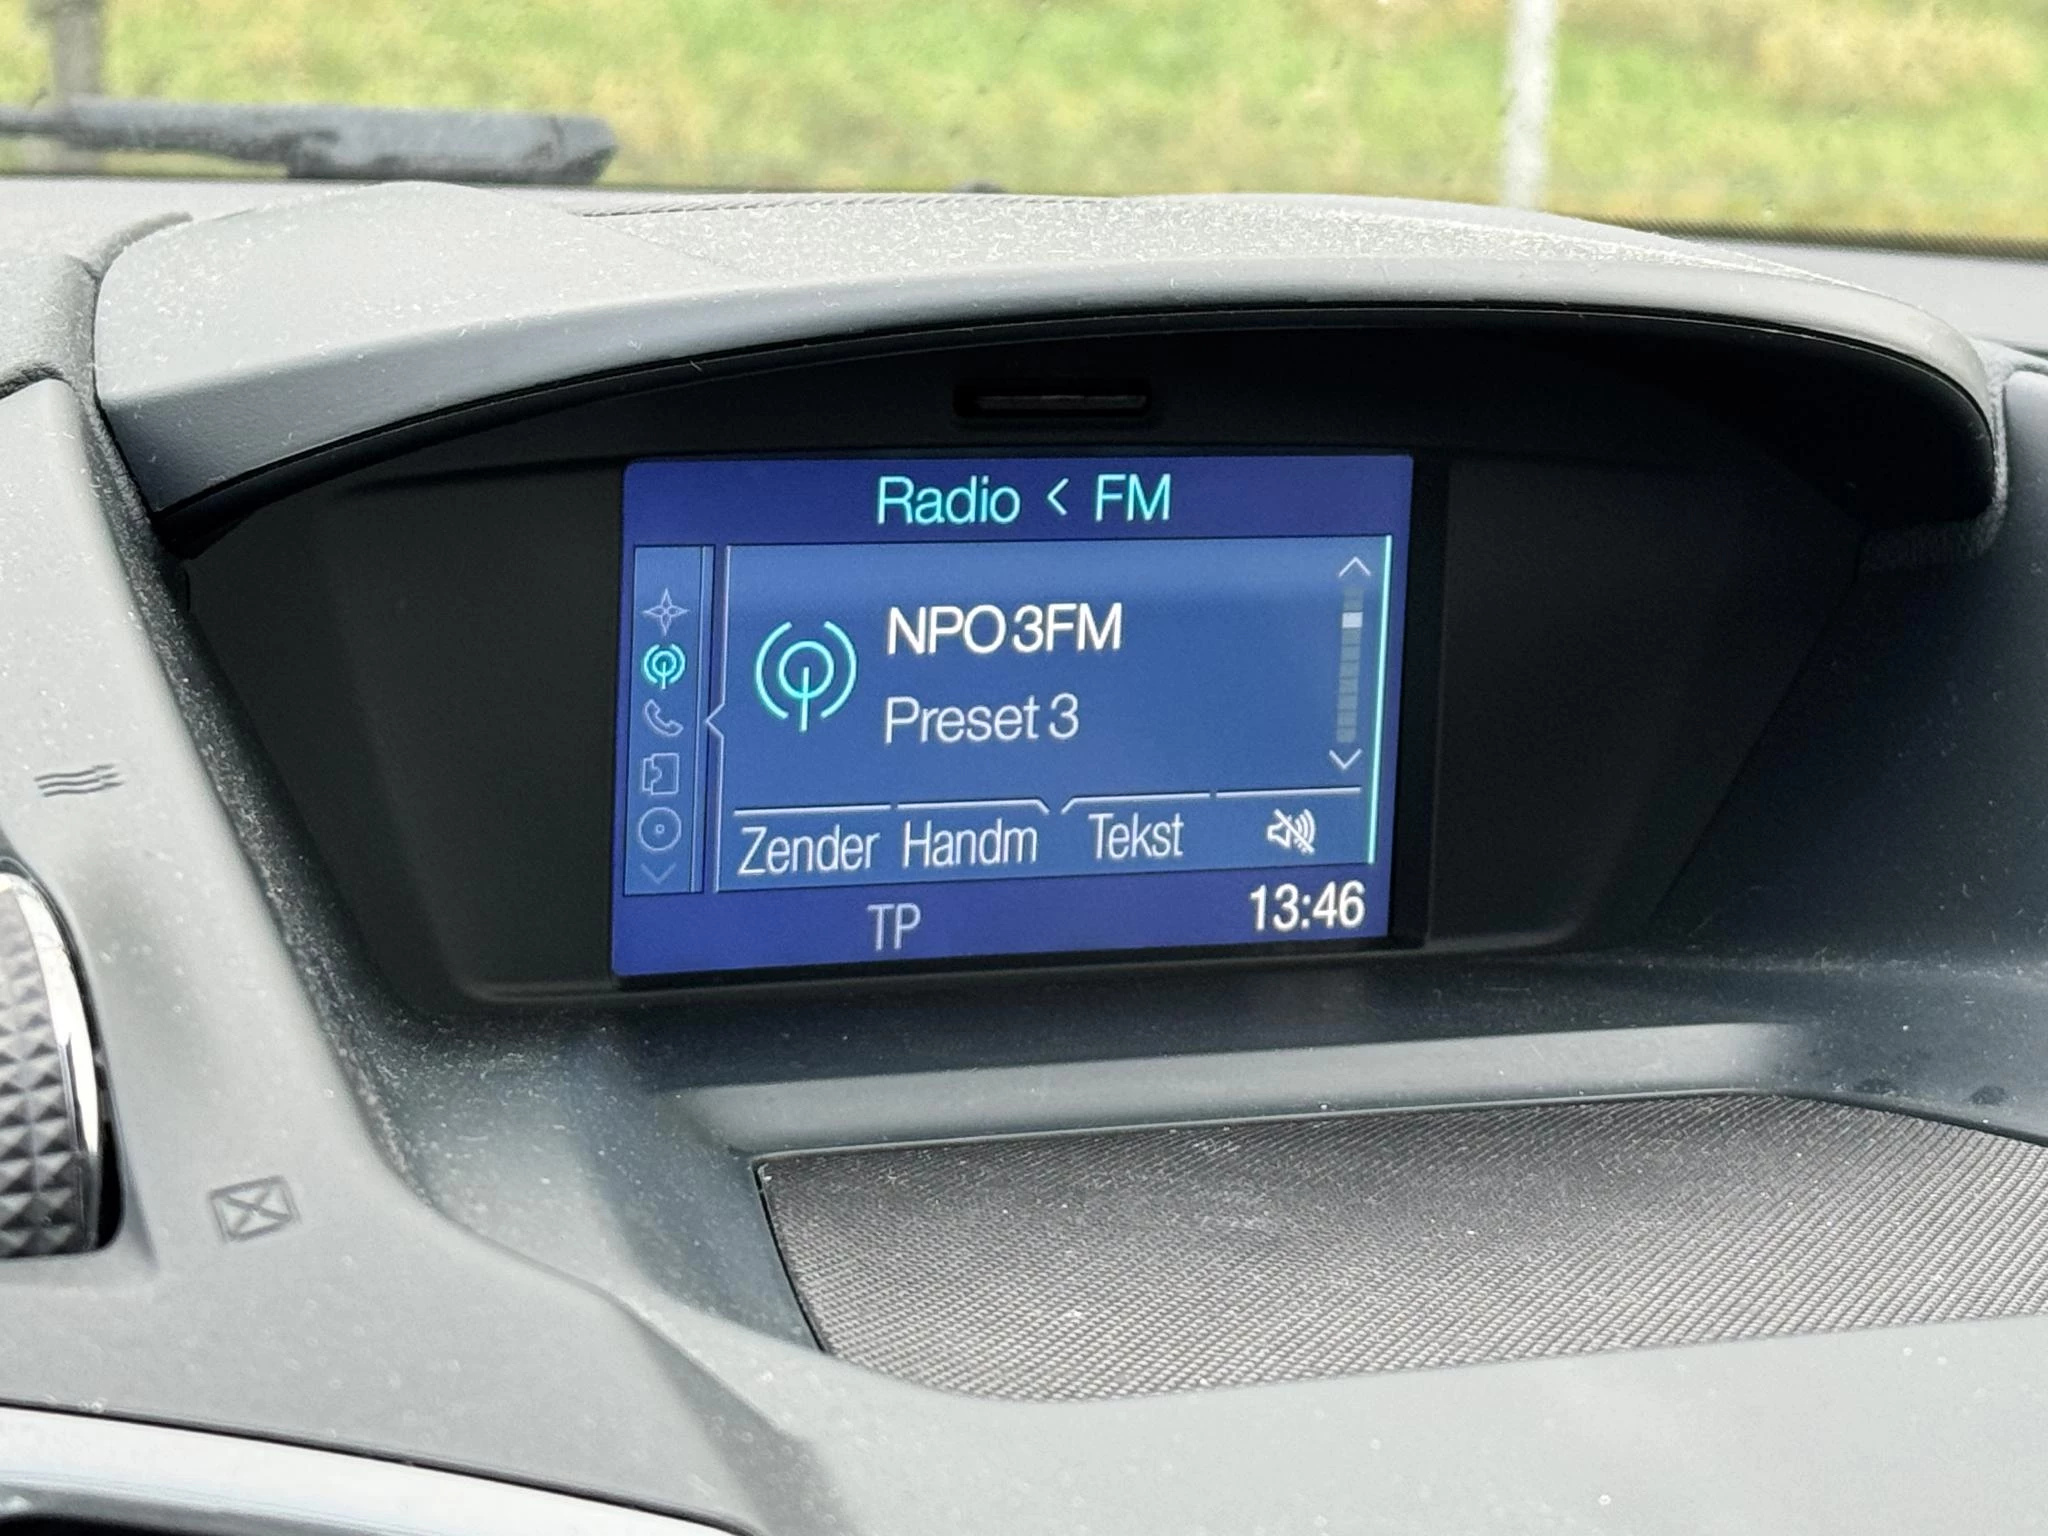 Radio < FM
NPO 3FM
Preset 3
Zender Handm Tekst
TP 13:46